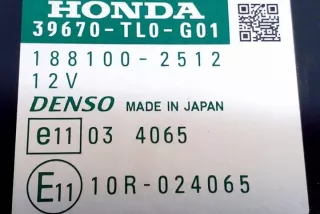 HONDA
39670-TL0-G01
188100-2512
12V
DENSO MADE IN JAPAN
e11 03 4065
E11 10R-024065